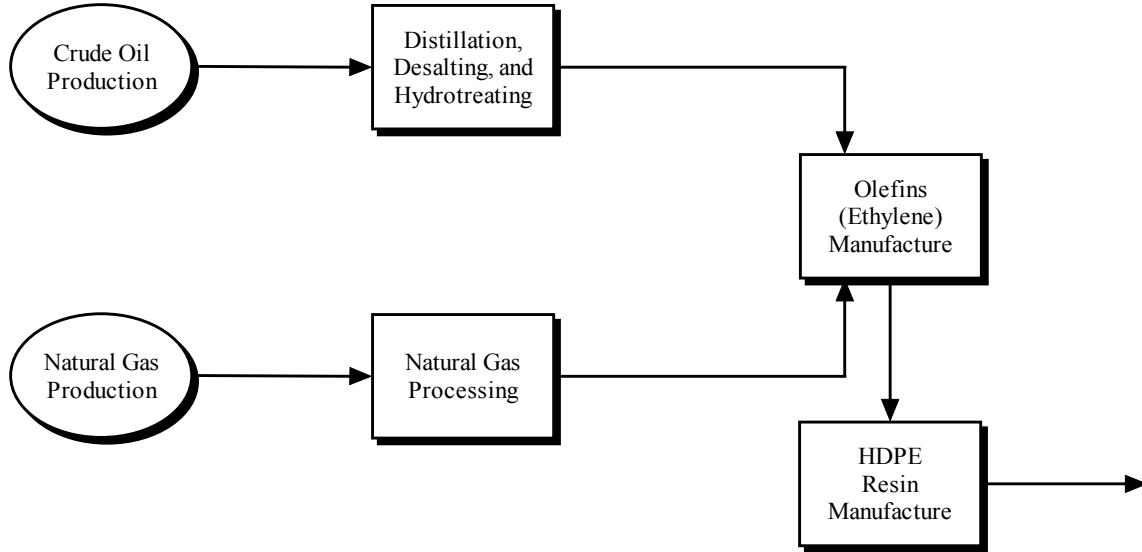 Crude Oil
Production
Distillation,
Desalting, and
Hydrotreating
Olefins
(Ethylene)
Manufacture
Natural Gas
Production
Natural Gas
Processing
HDPE
Resin
Manufacture